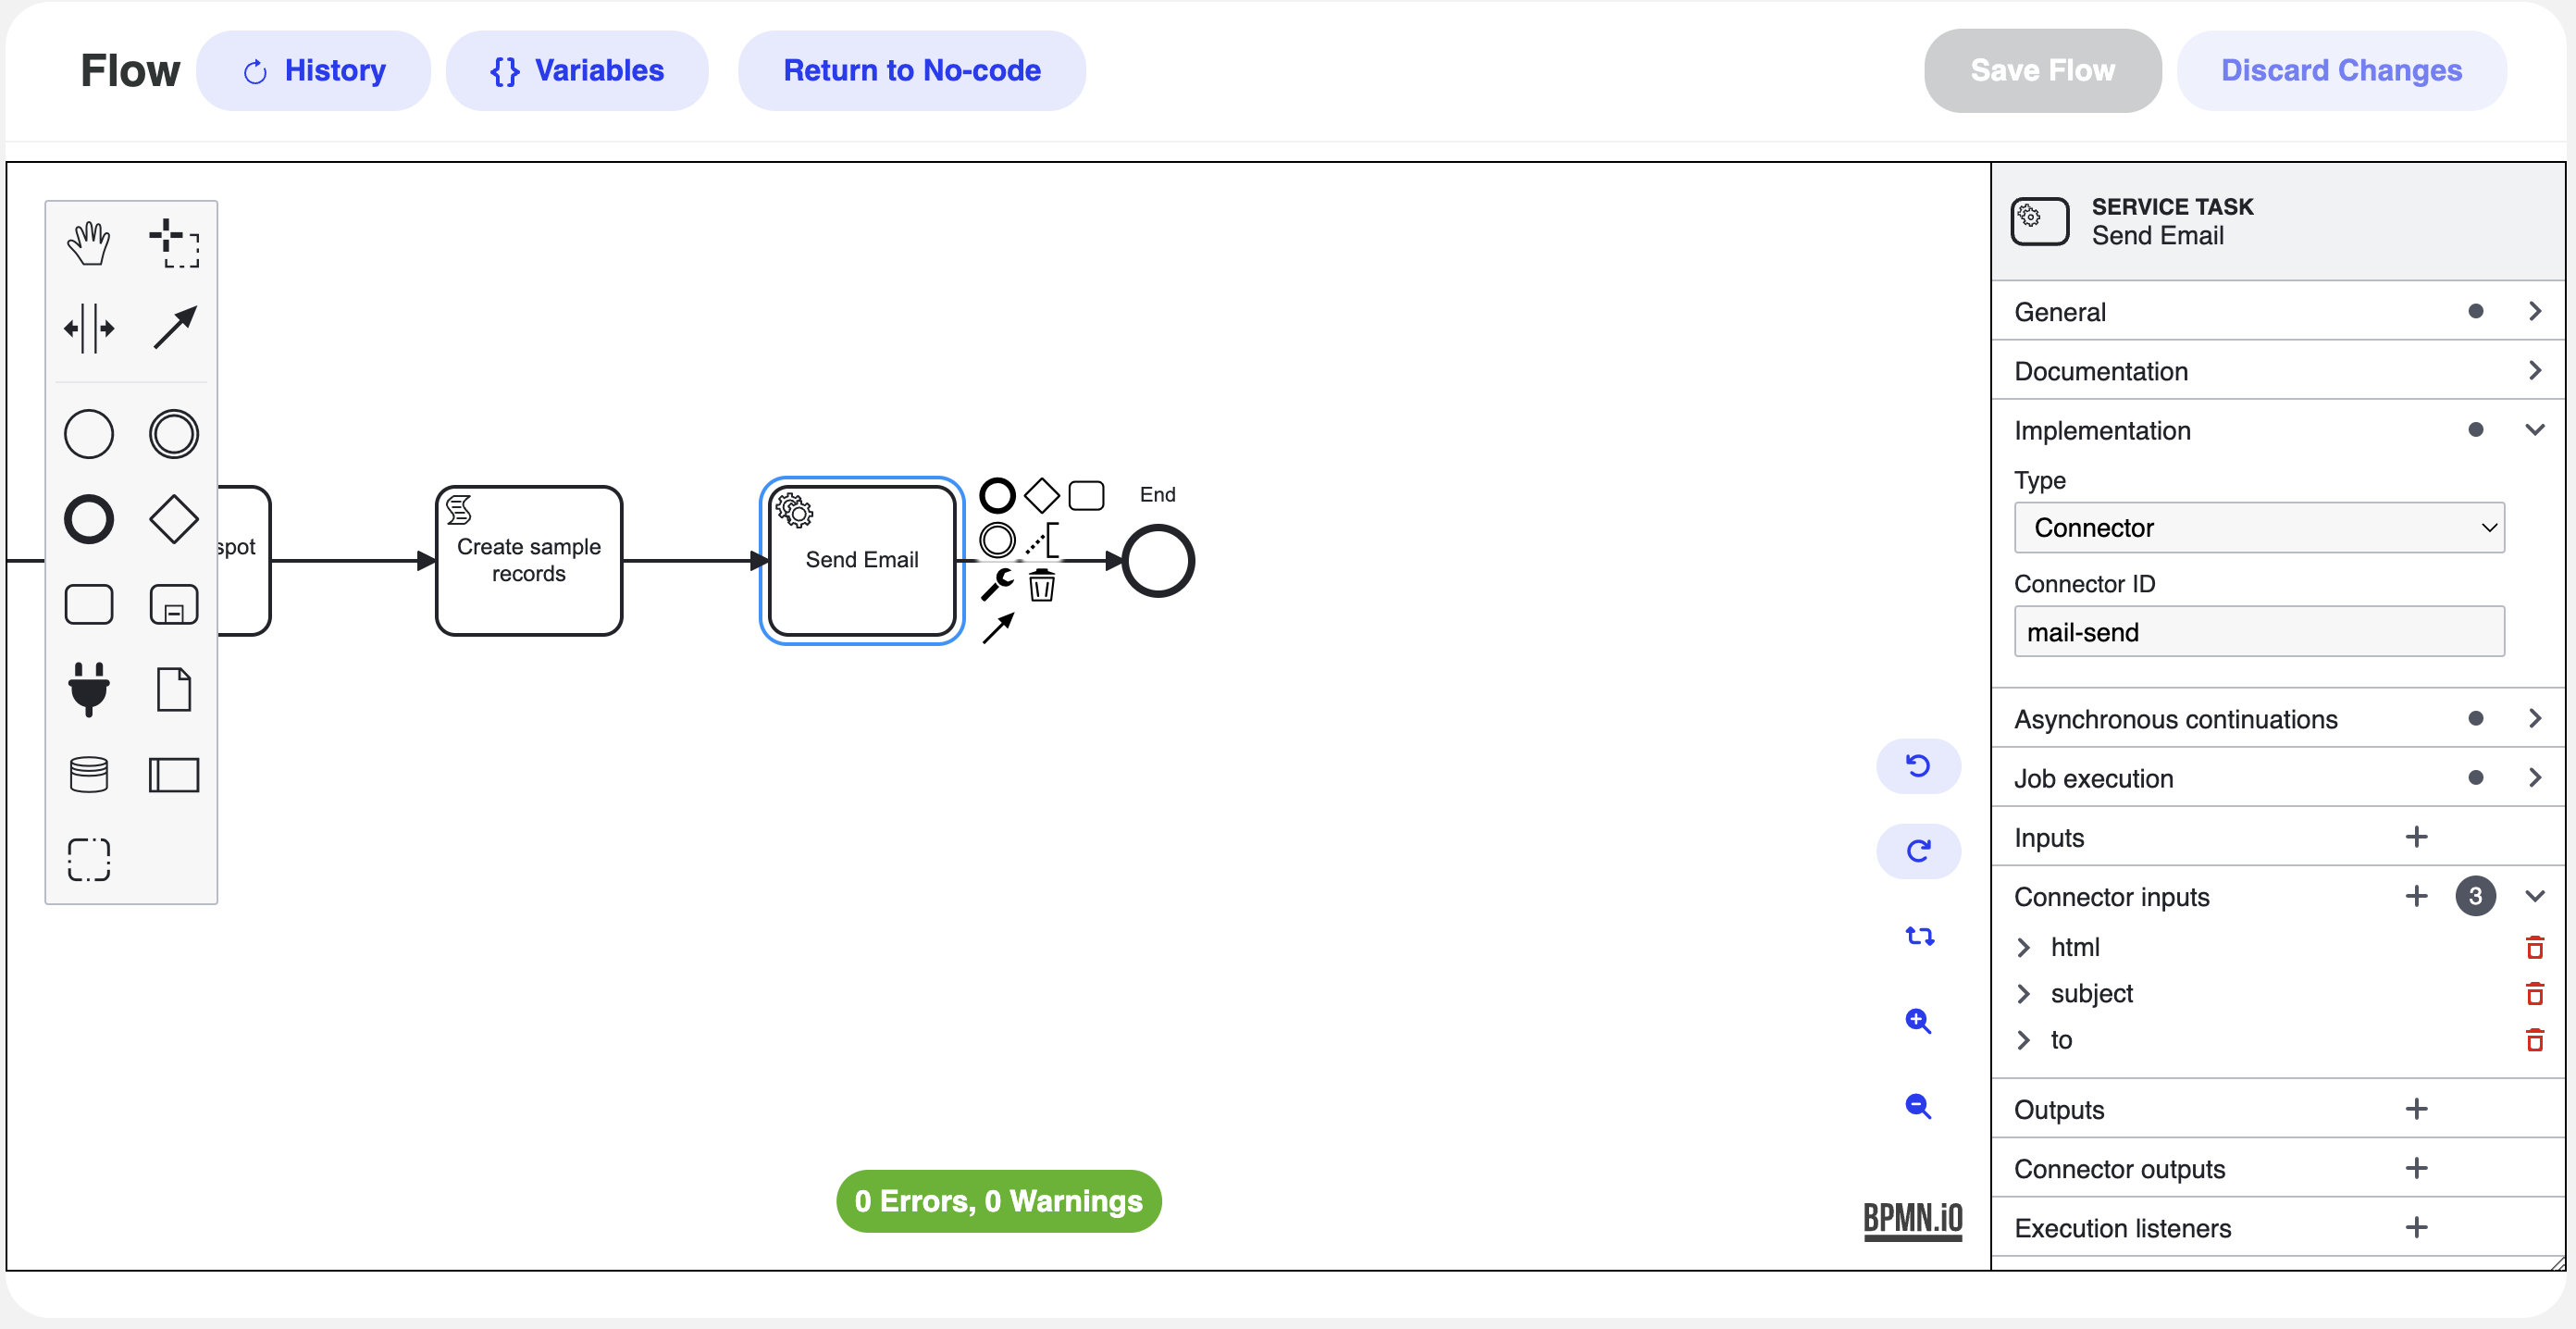 Flow
History
{} Variables
Return to No-code
Save Flow
Discard Changes
spot
Create sample
records
Send Email
End
0 Errors, 0 Warnings
BPMN.iO
SERVICE TASK
Send Email
General
Documentation
Implementation
Type
Connector
Connector ID
mail-send
Asynchronous continuations
Job execution
Inputs
Connector inputs
3
html
subject
to
Outputs
Connector outputs
Execution listeners